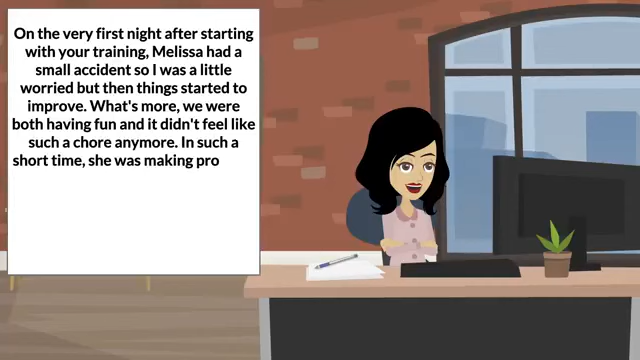 On the very first night after starting
with your training, Melissa had a
small accident so I was a little
worried but then things started to
improve. What's more, we were
both having fun and it didn't feel like
such a chore anymore. In such a
short time, she was making pro